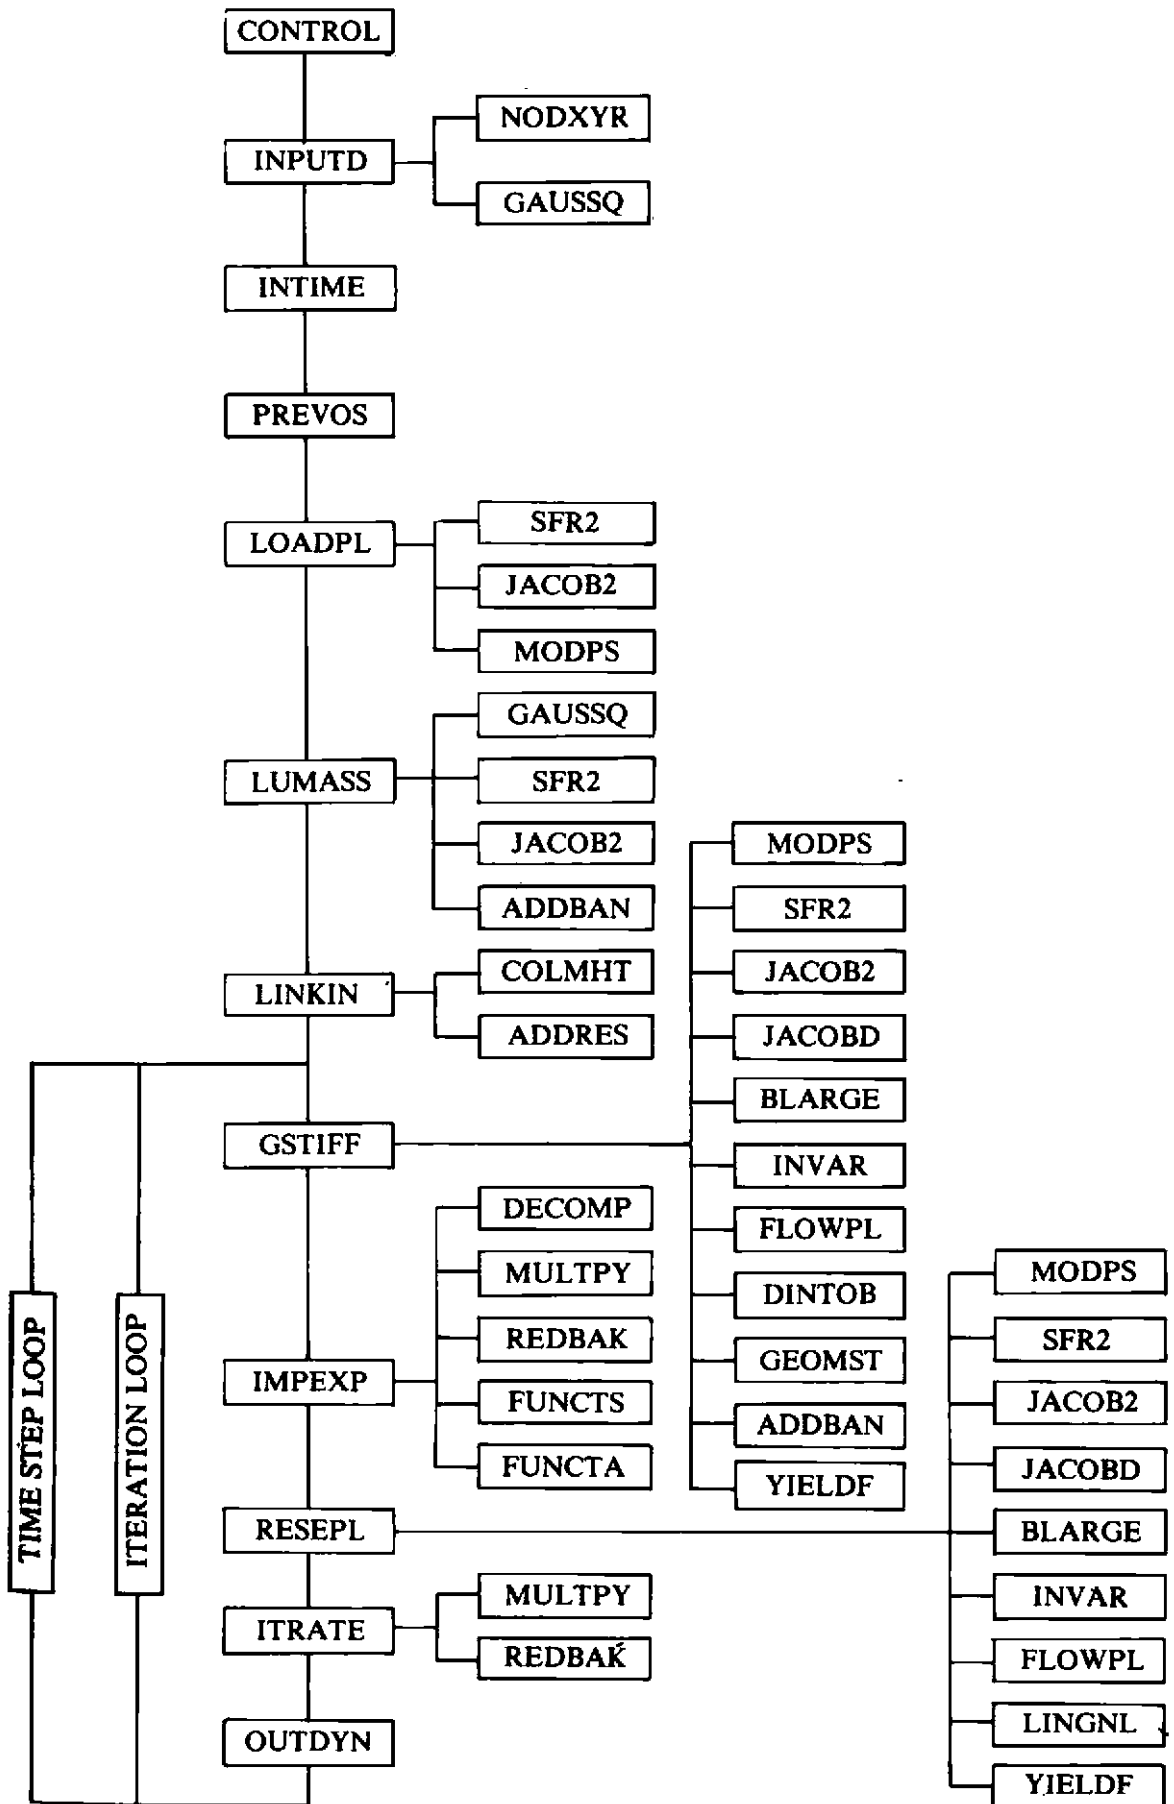 CONTROL
INPUTD
NODXYR
GAUSSQ
INTIME
PREVOS
LOADPL
SFR2
JACOB2
MODPS
LUMASS
GAUSSQ
SFR2
JACOB2
ADDBAN
LINKIN
COLMHT
ADDRES
TIME STEP LOOP
ITERATION LOOP
GSTIFF
MODPS
SFR2
JACOB2
JACOBD
BLARGE
INVAR
FLOWPL
DINTOB
GEOMST
ADDBAN
YIELDF
IMPEXP
DECOMP
MULTPY
REDBAK
FUNCTS
FUNCTA
RESEPL
MODPS
SFR2
JACOB2
JACOBD
BLARGE
INVAR
FLOWPL
LINGNL
YIELDF
ITRATE
MULTPY
REDBAK
OUTDYN